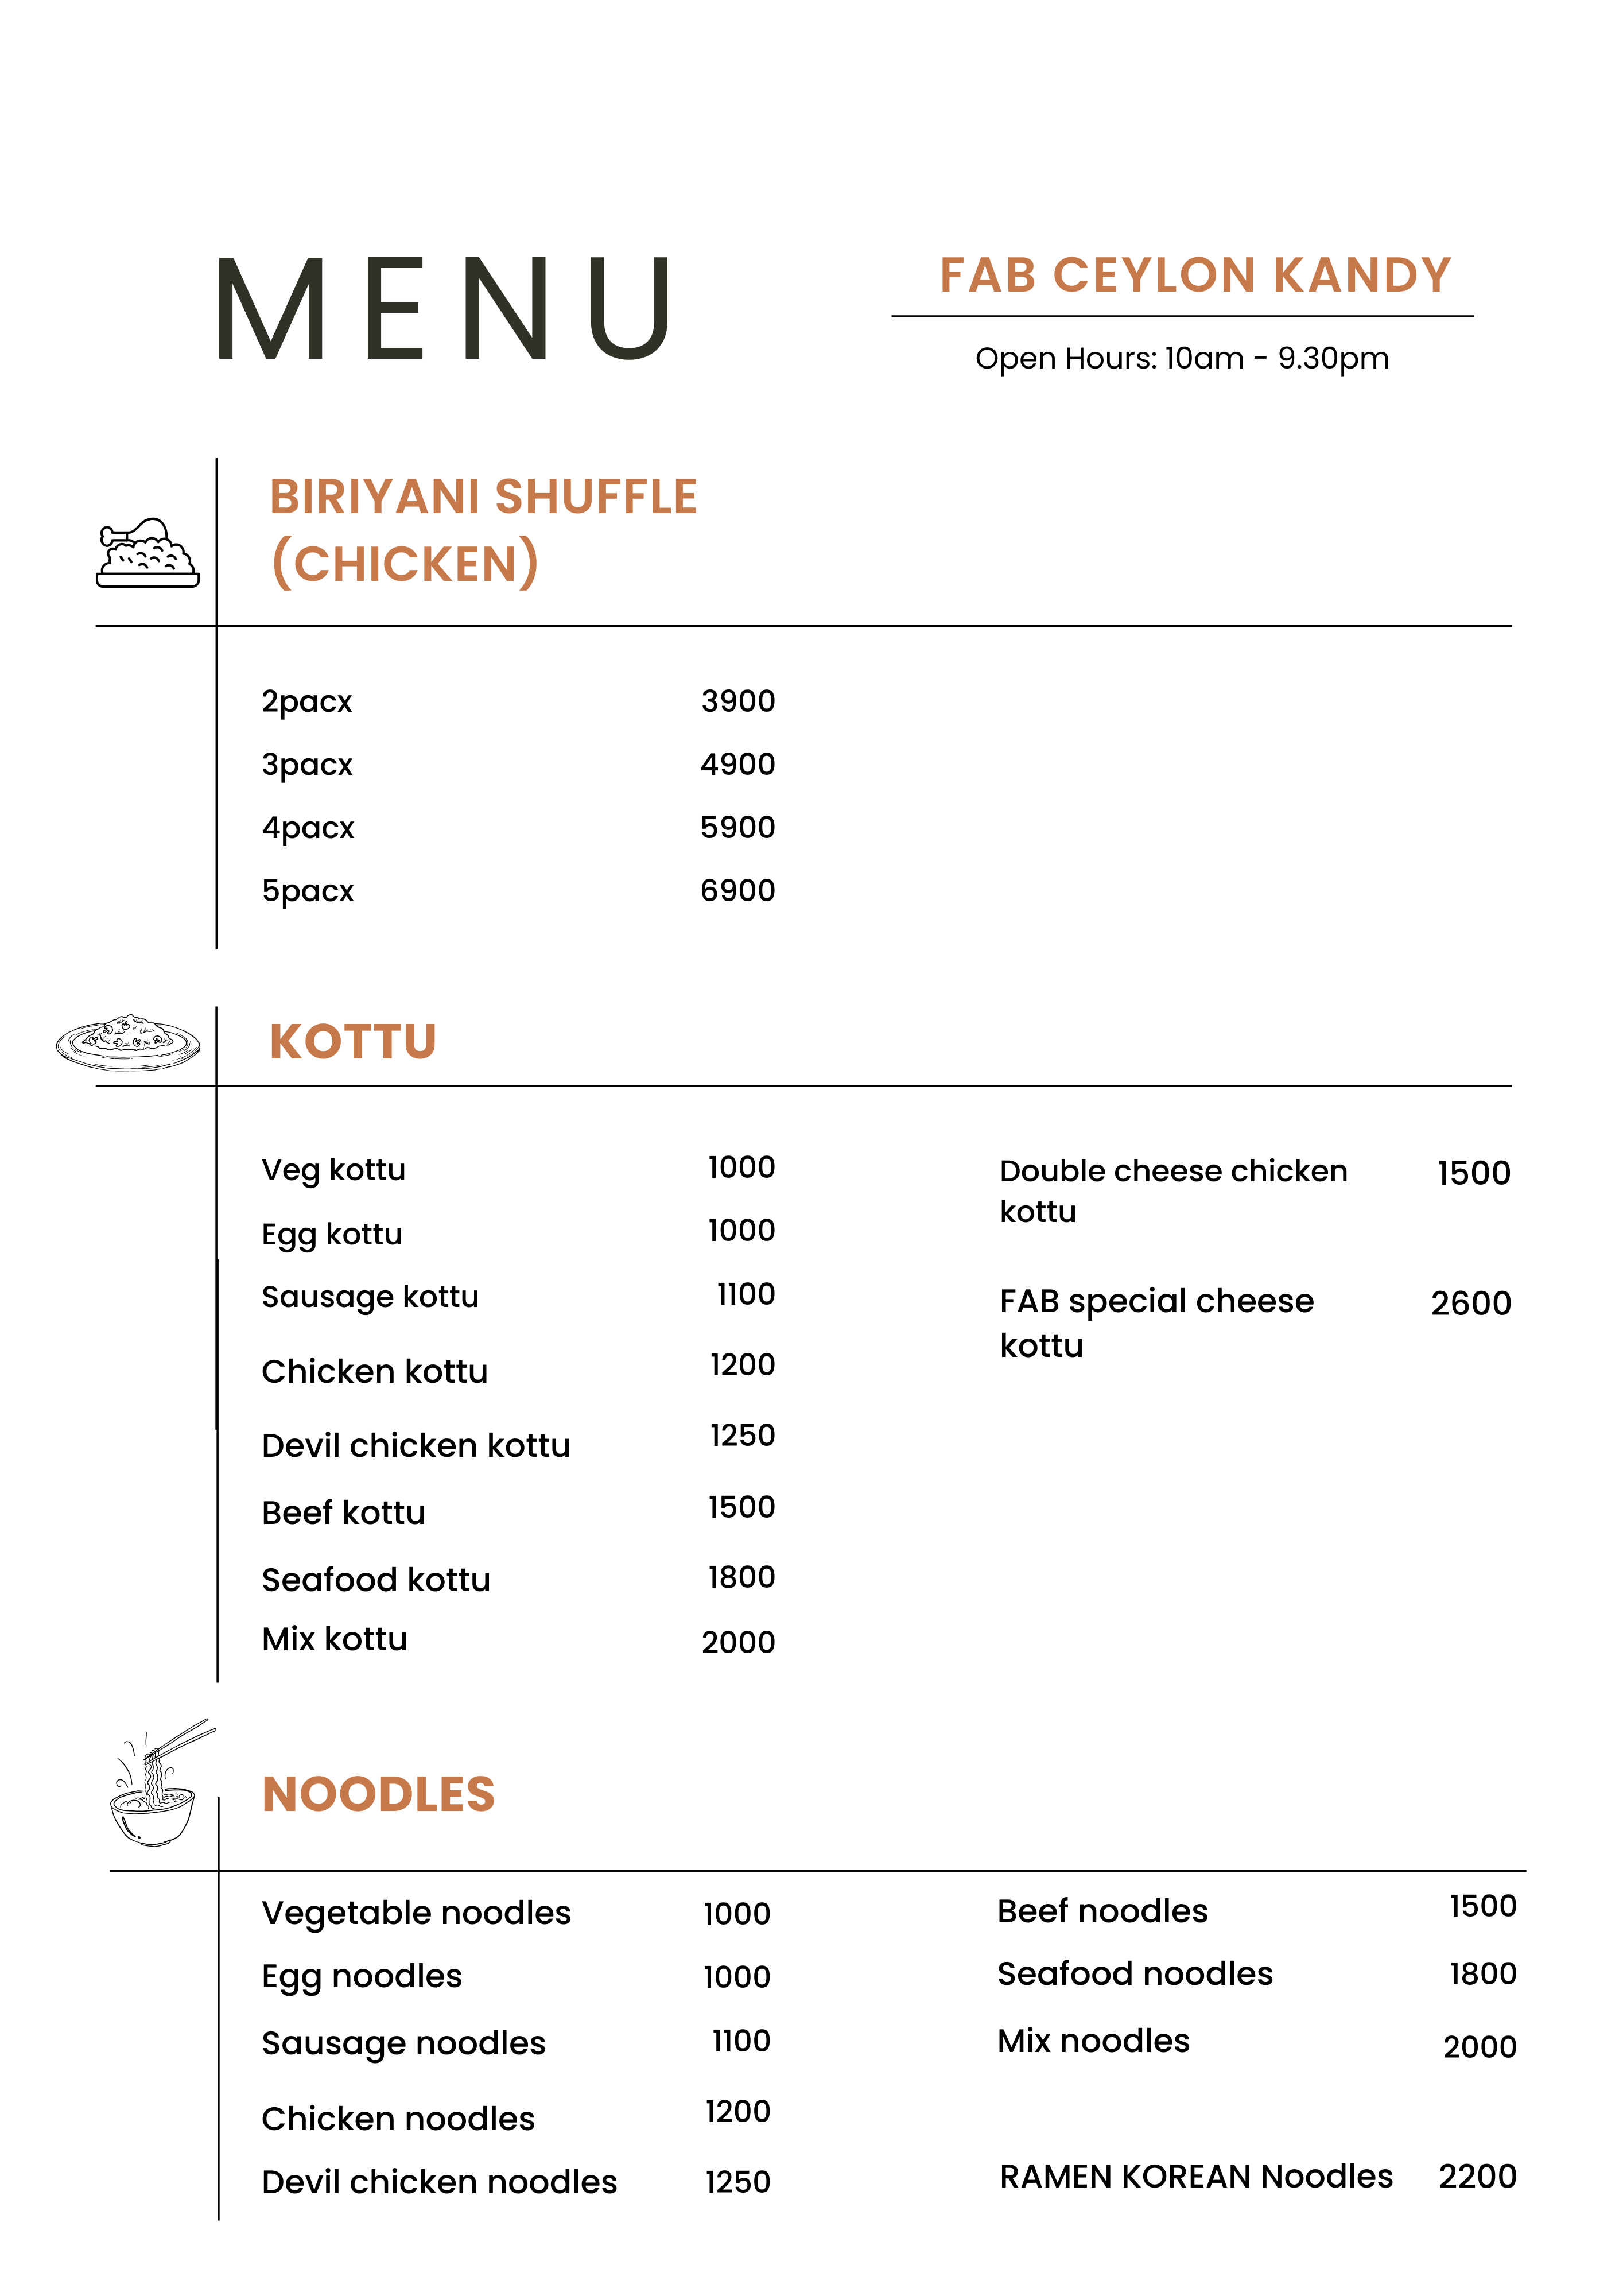 MENU
FAB CEYLON KANDY
Open Hours: 10am - 9.30pm
BIRIYANI SHUFFLE
(CHICKEN)
2pacx 3900
3pacx 4900
4pacx 5900
5pacx 6900
KOTTU
Veg kottu 1000
Egg kottu 1000
Sausage kottu 1100
Chicken kottu 1200
Devil chicken kottu 1250
Beef kottu 1500
Seafood kottu 1800
Mix kottu 2000
Double cheese chicken 1500
kottu
FAB special cheese 2600
kottu
NOODLES
Vegetable noodles 1000
Egg noodles 1000
Sausage noodles 1100
Chicken noodles 1200
Devil chicken noodles 1250
Beef noodles 1500
Seafood noodles 1800
Mix noodles 2000
RAMEN KOREAN Noodles 2200